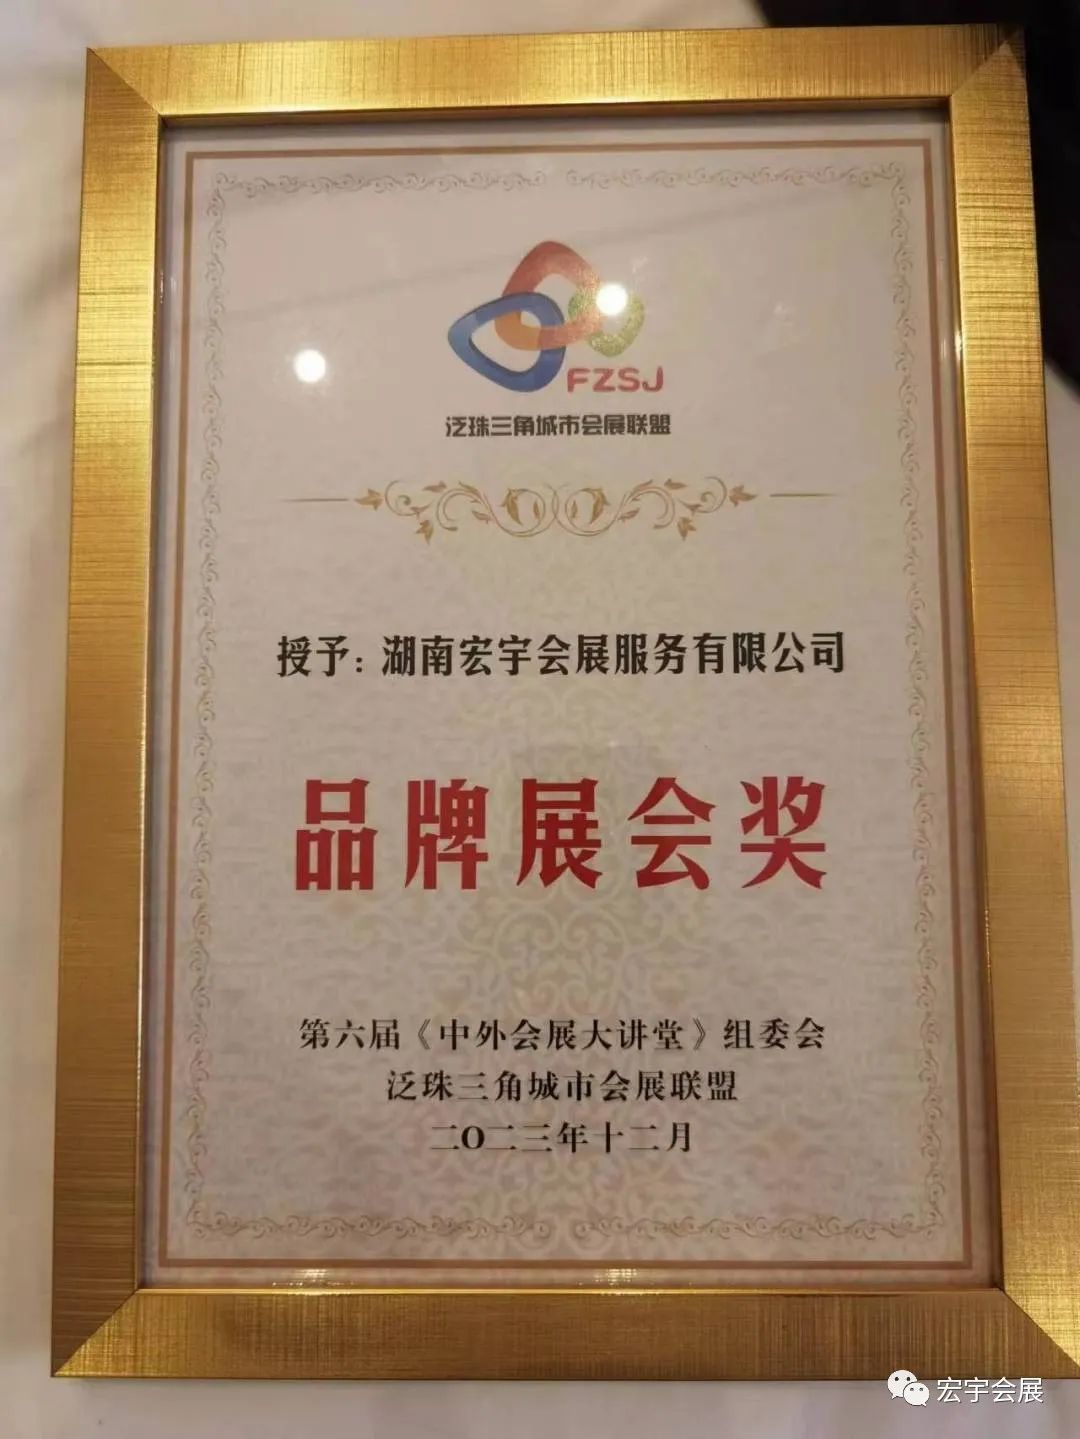 FZSJ
泛珠三角城市会展联盟
授予：湖南宏宇会展服务有限公司
品牌展会奖
第六届《中外会展大讲堂》组委会
泛珠三角城市会展联盟
二O二三年十二月
宏宇会展